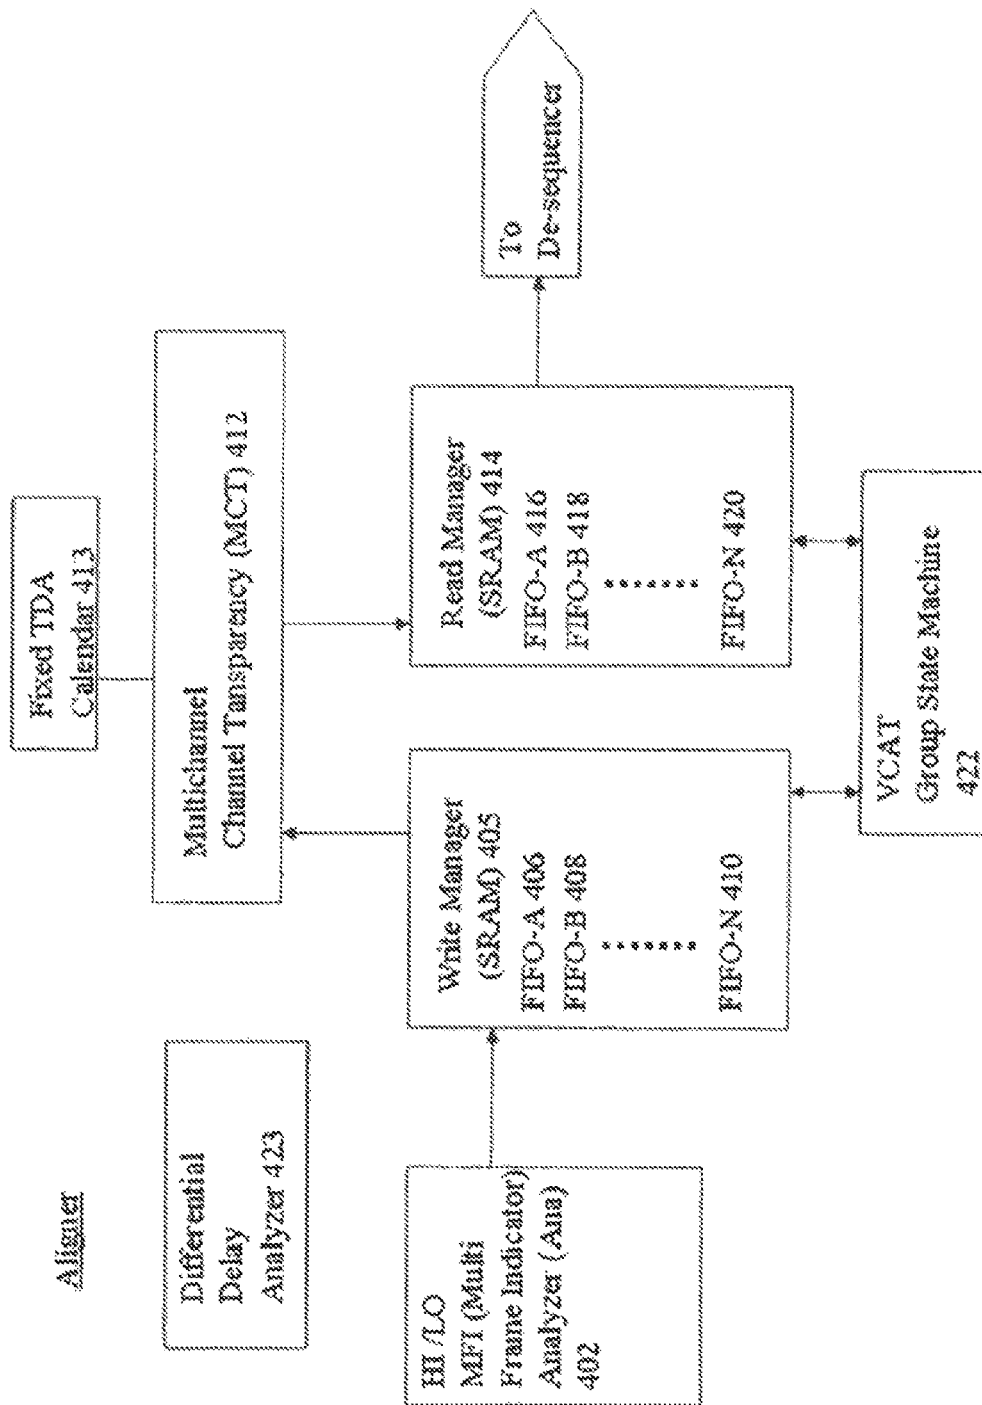 Aligner
Differential
Delay
Analyzer 423
HI /LO
MFI (Multi
Frame Indicator)
Analyzer (Ana)
402
Fixed TDA
Calendar 413
Multichannel
Channel Tansparency (MCT) 412
Write Manager
(SRAM) 405
FIFO-A 406
FIFO-B 408
FIFO-N 410
Read Manager
(SRAM) 414
FIFO-A 416
FIFO-B 418
FIFO-N 420
To
De-sequencer
VCAT
Group State Machine
422